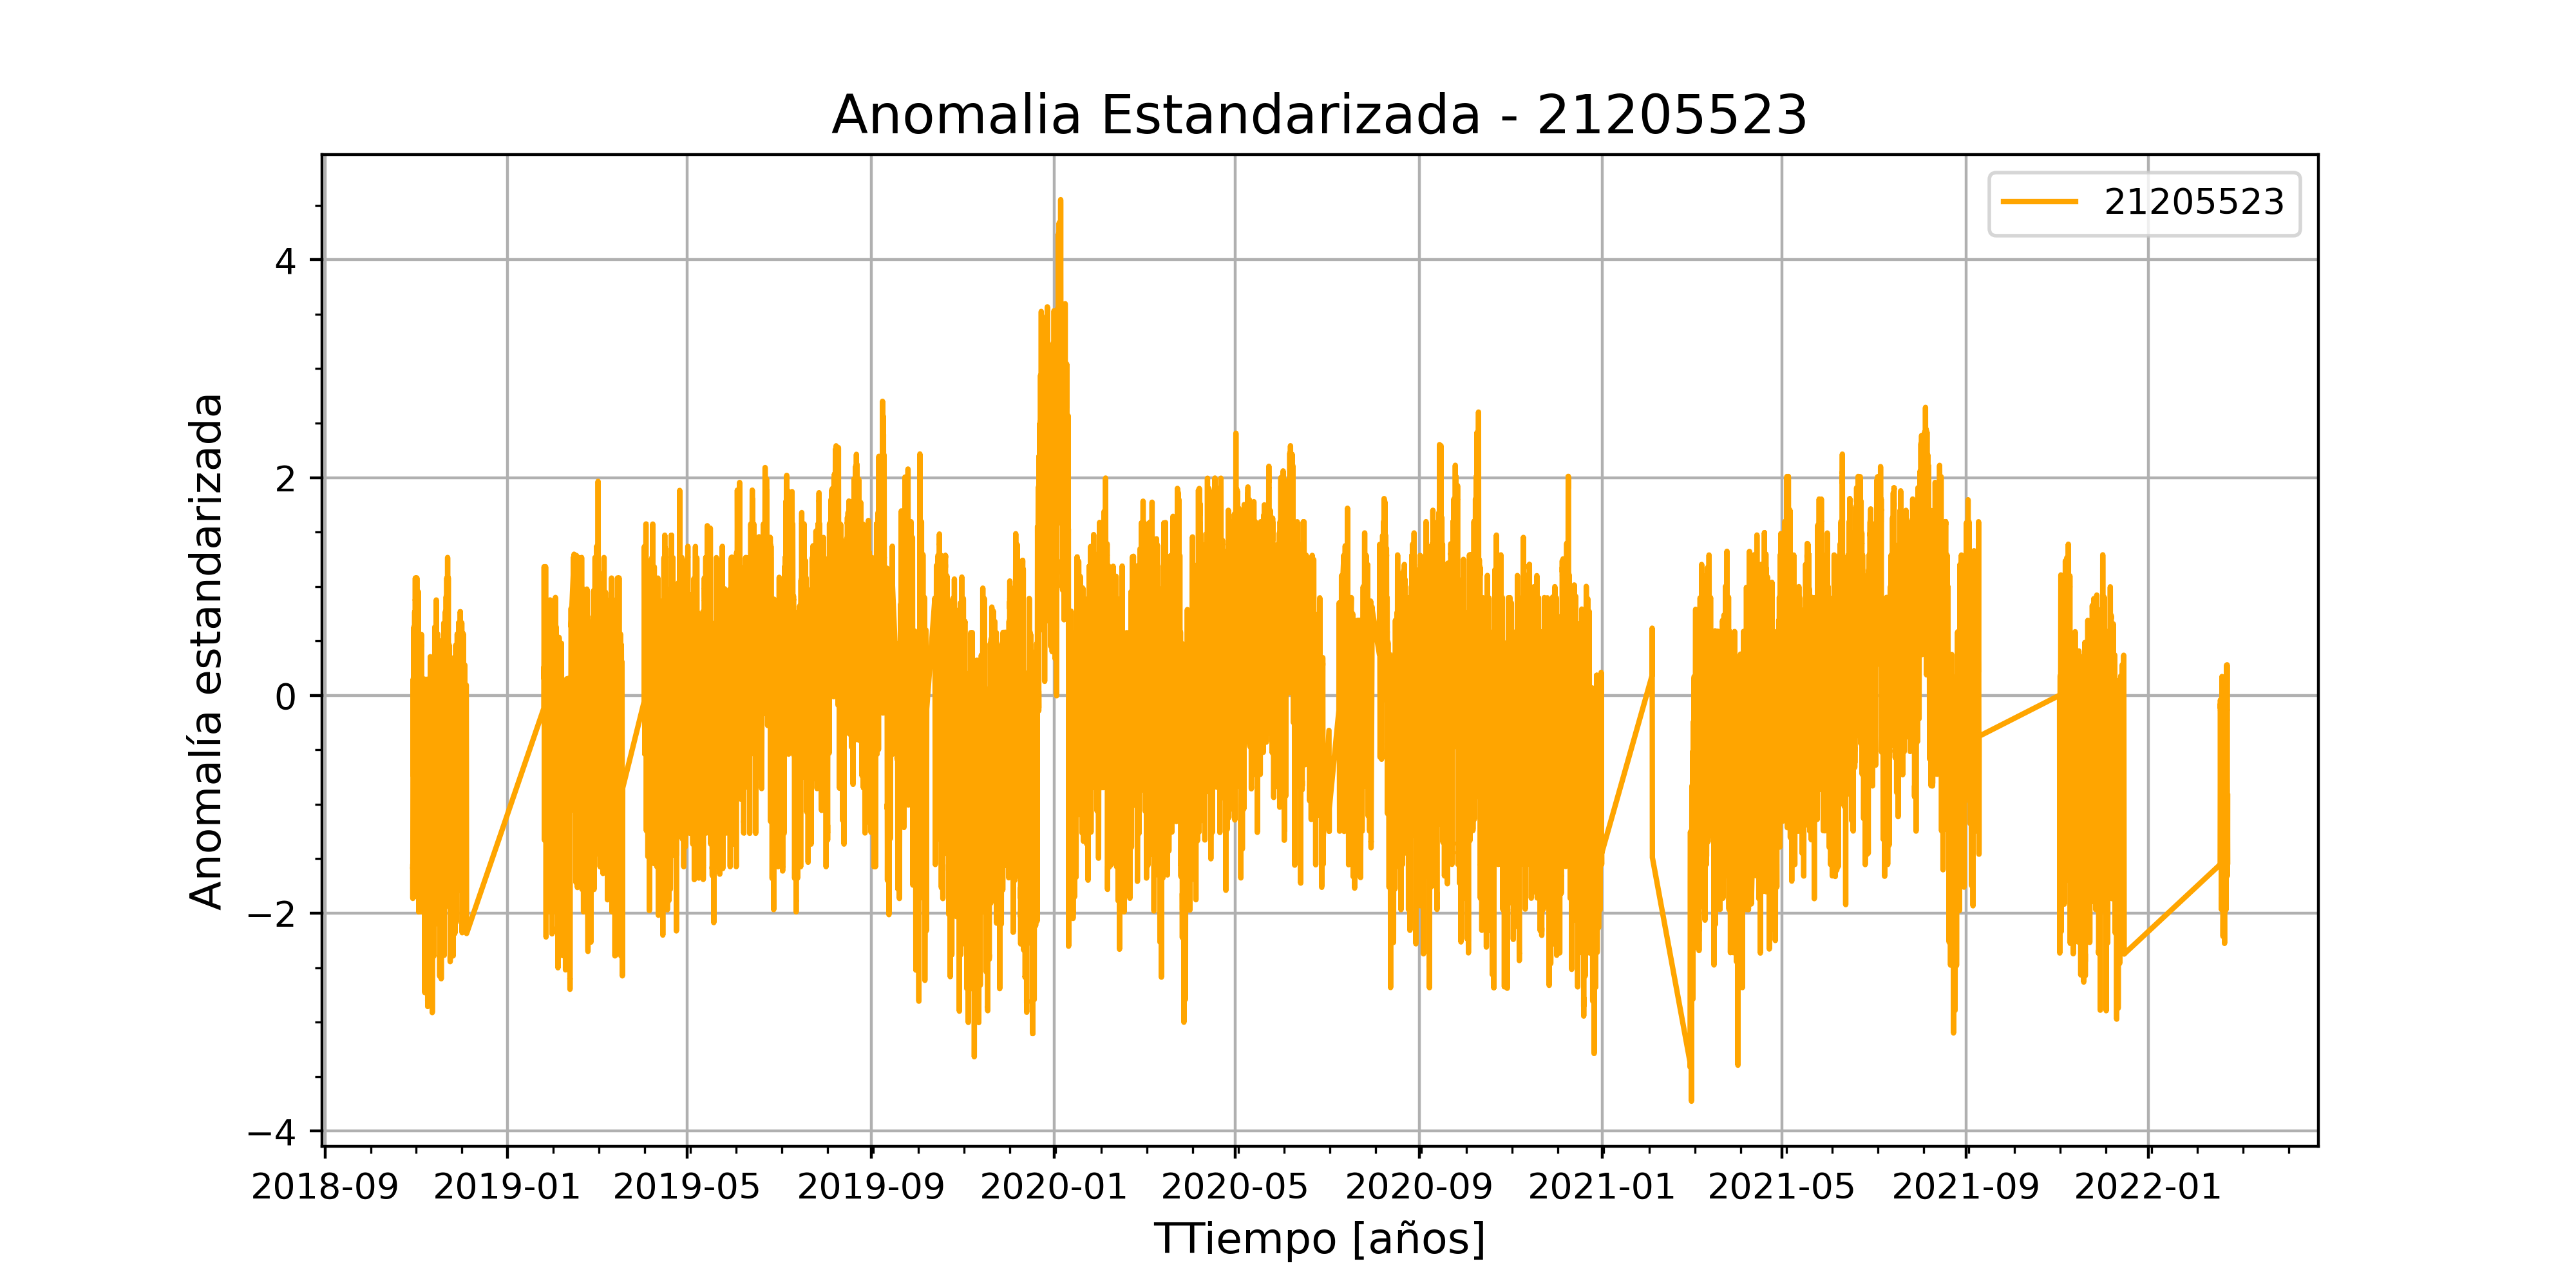 Anomalia Estandarizada - 21205523
21205523
Anomalía estandarizada
4
2
0
−2
−4
2018-09 2019-01 2019-05 2019-09 2020-01 2020-05 2020-09 2021-01 2021-05 2021-09 2022-01
TTiempo [años]